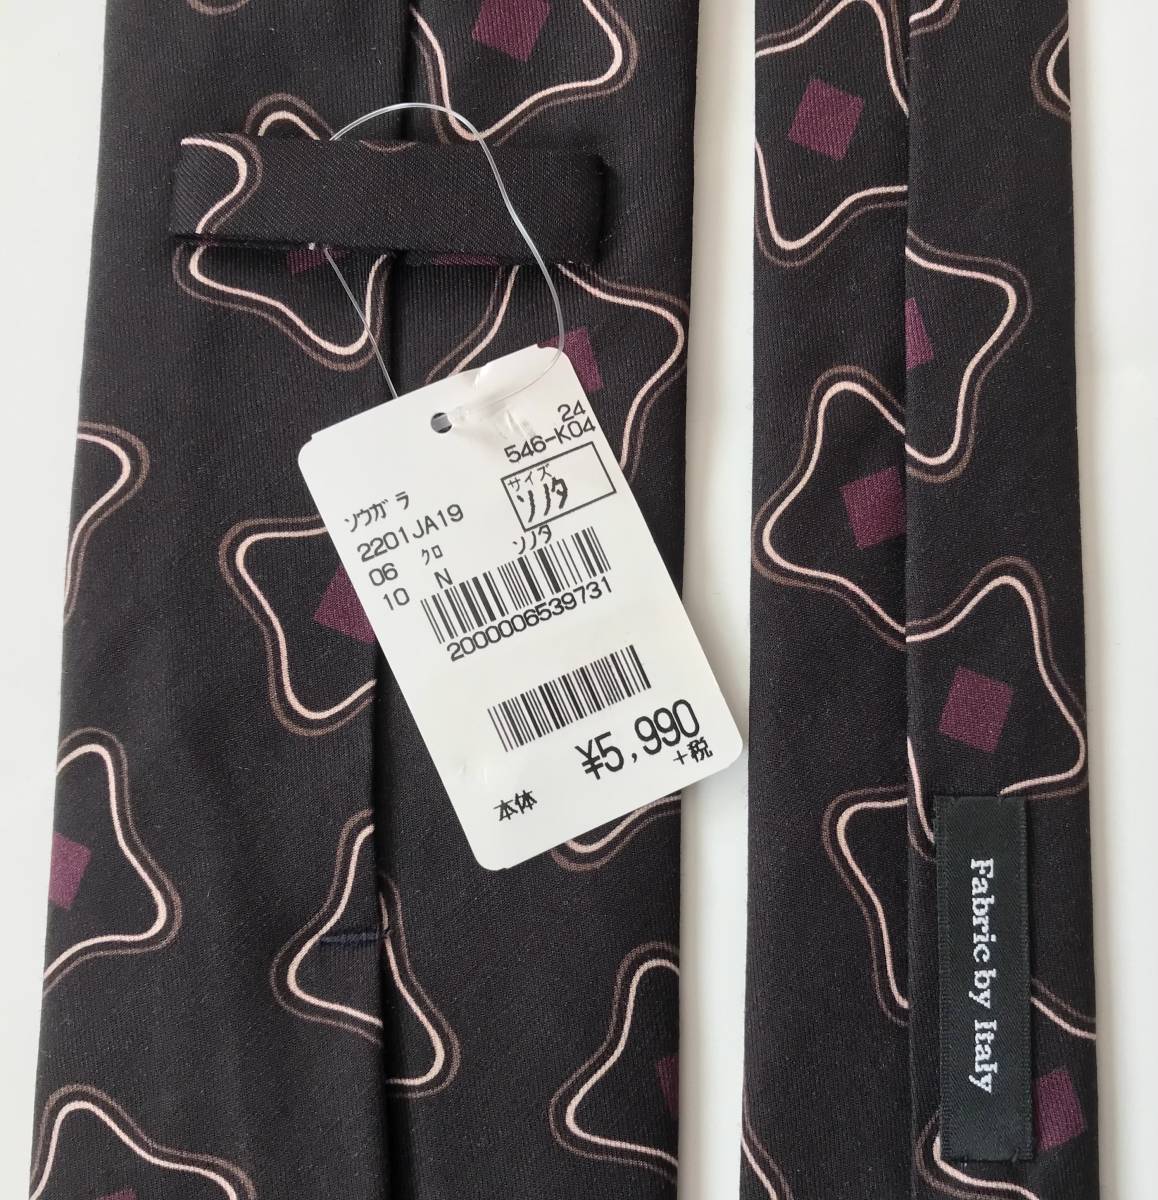 24
546-K04
サイズ
ソノタ
ソウガラ
2201JA19
06 クロ ソノタ
10 N
2000006539731
¥5,990
+税
本体
Fabric by Italy